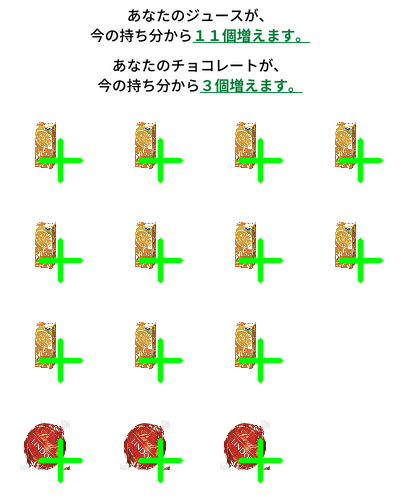 あなたのジュースが、
今の持ち分から１１個増えます。
あなたのチョコレートが、
今の持ち分から３個増えます。